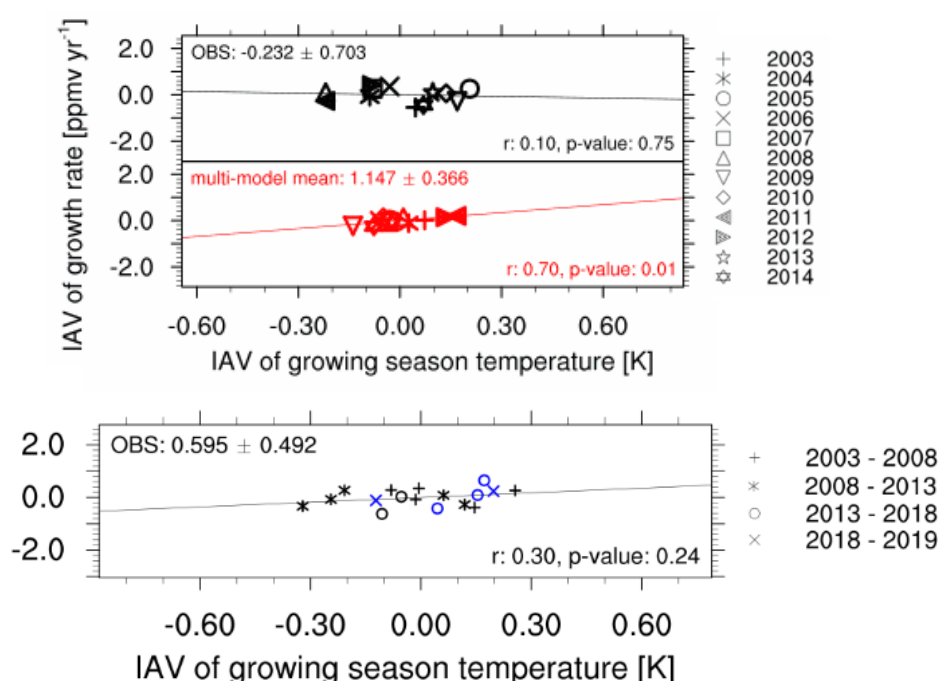 OBS: -0.232 ± 0.703
2.0
0.0
-2.0
r: 0.10, p-value: 0.75
multi-model mean: 1.147 ± 0.366
2.0
0.0
-2.0
r: 0.70, p-value: 0.01
IAV of growth rate [ppmv yr⁻¹]
-0.60 -0.30 0.00 0.30 0.60
IAV of growing season temperature [K]
2003
2004
2005
2006
2007
2008
2009
2010
2011
2012
2013
2014
OBS: 0.595 ± 0.492
2.0
0.0
-2.0
r: 0.30, p-value: 0.24
-0.60 -0.30 0.00 0.30 0.60
IAV of growing season temperature [K]
2003 - 2008
2008 - 2013
2013 - 2018
2018 - 2019